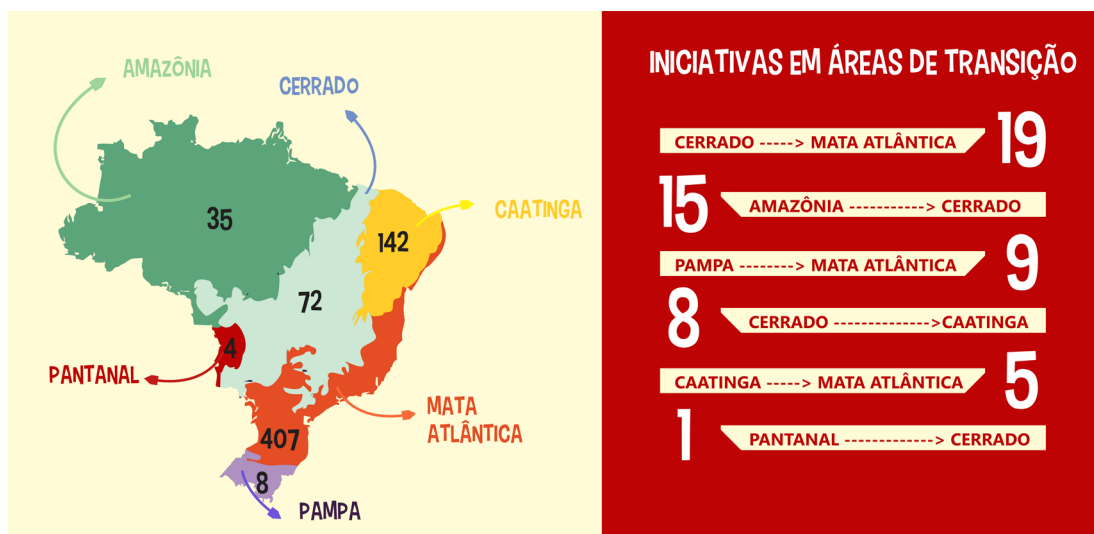 AMAZÔNIA
CERRADO
CAATINGA
35
142
72
4
PANTANAL
MATA
ATLÂNTICA
407
8
PAMPA
INICIATIVAS EM ÁREAS DE TRANSIÇÃO
CERRADO -----> MATA ATLÂNTICA 19
15 AMAZÔNIA -----------> CERRADO
PAMPA --------> MATA ATLÂNTICA 9
8 CERRADO -------------->CAATINGA
CAATINGA -----> MATA ATLÂNTICA 5
1 PANTANAL -------------> CERRADO